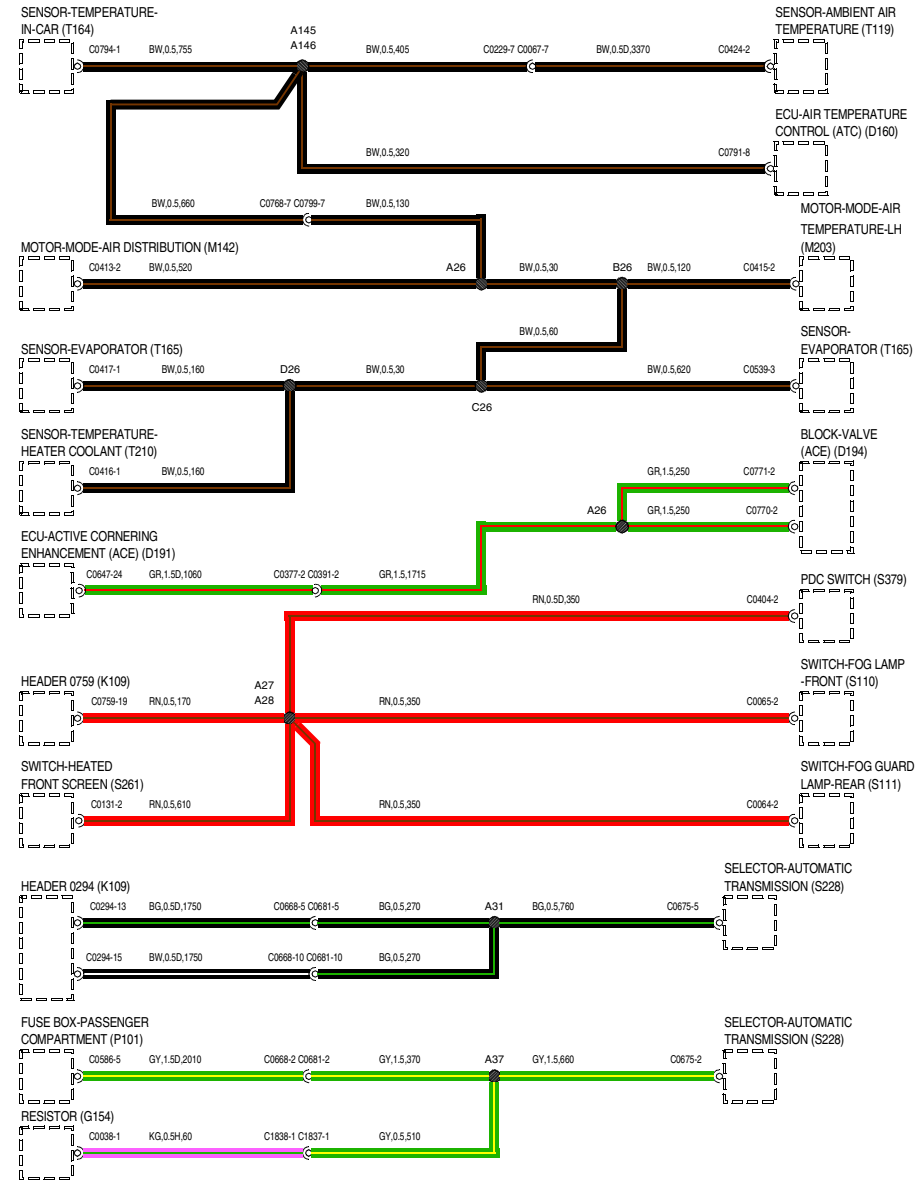 SENSOR-TEMPERATURE-
IN-CAR (T164)
SENSOR-AMBIENT AIR
TEMPERATURE (T119)
A145
A146
C0794-1 BW,0.5,755 BW,0.5,405 C0229-7 C0067-7 BW,0.5D,3370 C0424-2
ECU-AIR TEMPERATURE
CONTROL (ATC) (D160)
BW,0.5,320 C0791-8
BW,0.5,660 C0768-7 C0799-7 BW,0.5,130
MOTOR-MODE-AIR
TEMPERATURE-LH
(M203)
MOTOR-MODE-AIR DISTRIBUTION (M142)
C0413-2 BW,0.5,520 A26 BW,0.5,30 B26 BW,0.5,120 C0415-2
BW,0.5,60
SENSOR-
EVAPORATOR (T165)
SENSOR-EVAPORATOR (T165)
C0417-1 BW,0.5,160 D26 BW,0.5,30 BW,0.5,620 C0539-3
C26
SENSOR-TEMPERATURE-
HEATER COOLANT (T210)
C0416-1 BW,0.5,160
BLOCK-VALVE
(ACE) (D194)
GR,1.5,250 C0771-2
A26 GR,1.5,250 C0770-2
ECU-ACTIVE CORNERING
ENHANCEMENT (ACE) (D191)
C0647-24 GR,1.5D,1060 C0377-2 C0391-2 GR,1.5,1715
PDC SWITCH (S379)
RN,0.5D,350 C0404-2
HEADER 0759 (K109)
SWITCH-FOG LAMP
-FRONT (S110)
A27
A28
C0759-19 RN,0.5,170 RN,0.5,350 C0065-2
SWITCH-HEATED
FRONT SCREEN (S261)
SWITCH-FOG GUARD
LAMP-REAR (S111)
C0131-2 RN,0.5,610 RN,0.5,350 C0064-2
HEADER 0294 (K109)
SELECTOR-AUTOMATIC
TRANSMISSION (S228)
C0294-13 BG,0.5D,1750 C0668-5 C0681-5 BG,0.5,270 A31 BG,0.5,760 C0675-5
C0294-15 BW,0.5D,1750 C0668-10 C0681-10 BG,0.5,270
FUSE BOX-PASSENGER
COMPARTMENT (P101)
SELECTOR-AUTOMATIC
TRANSMISSION (S228)
C0586-5 GY,1.5D,2010 C0668-2 C0681-2 GY,1.5,370 A37 GY,1.5,660 C0675-2
RESISTOR (G154)
C0038-1 KG,0.5H,60 C1838-1 C1837-1 GY,0.5,510